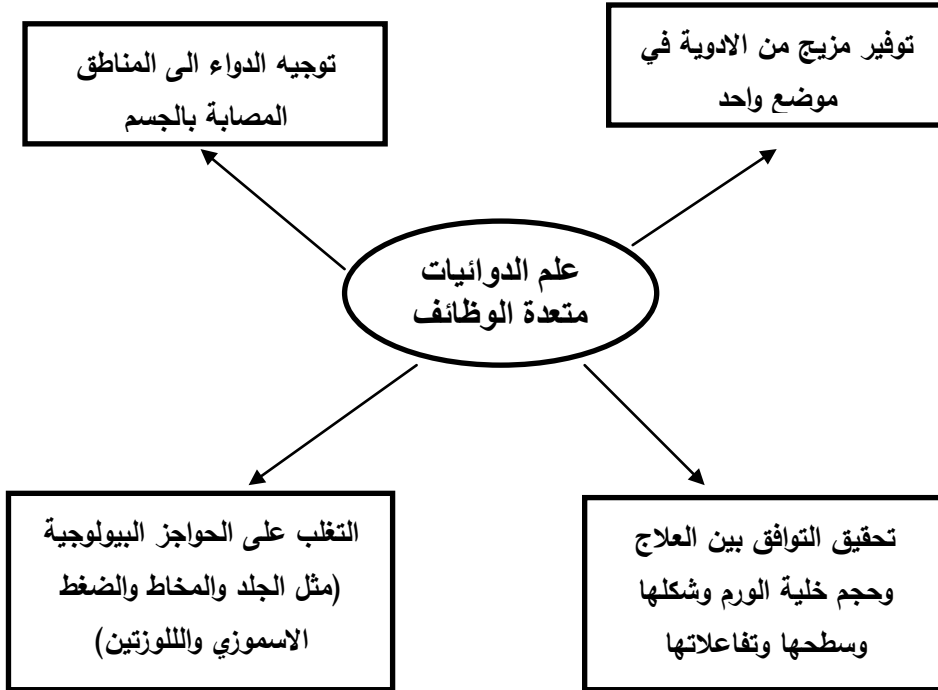 توفير مزيج من الادوية في
موضع واحد
توجيه الدواء الى المناطق
المصابة بالجسم
علم الدوائيات
متعدة الوظائف
تحقيق التوافق بين العلاج
وحجم خلية الورم وشكلها
وسطحها وتفاعلاتها
التغلب على الحواجز البيولوجية
(مثل الجلد والمخاط والضغط
الاسموزي والللوزتين)